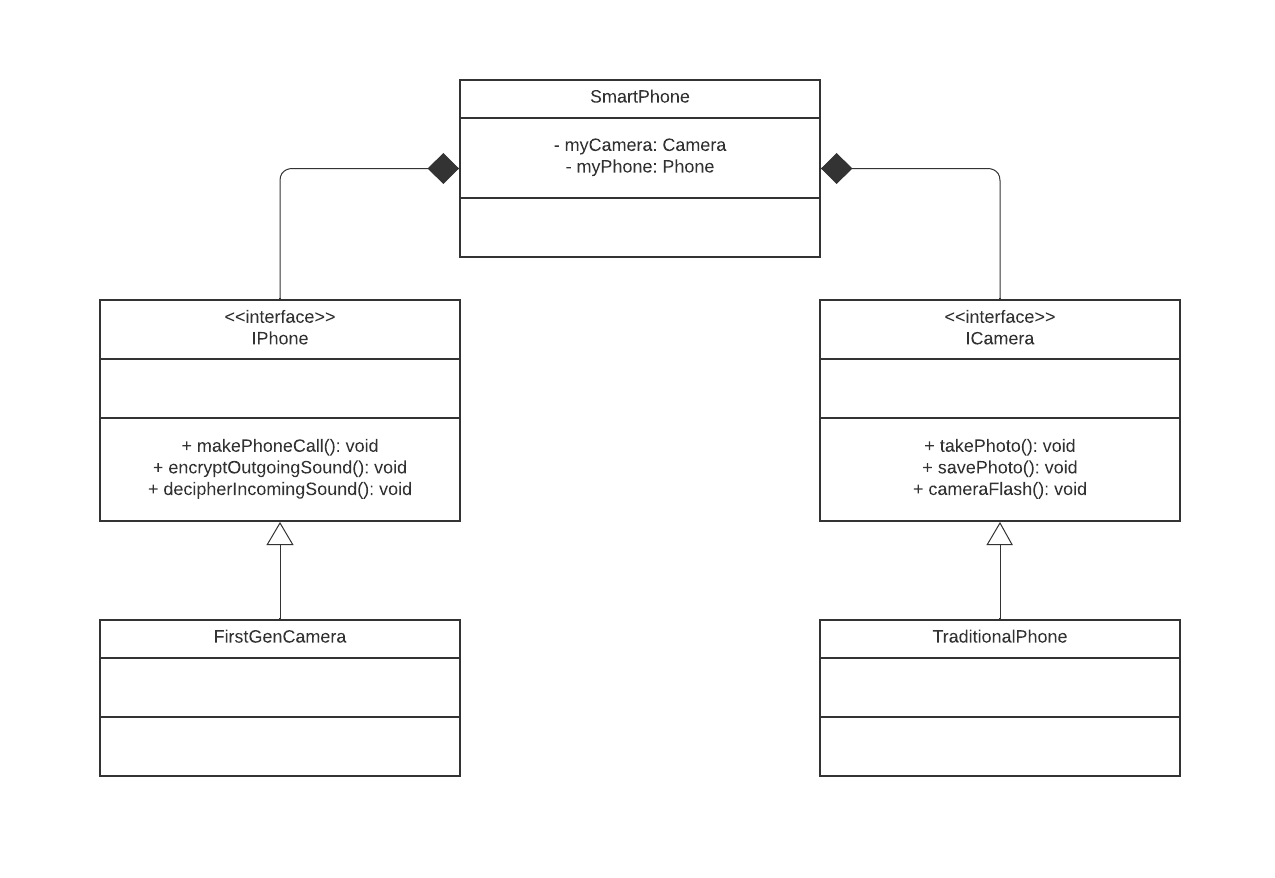 SmartPhone
- myCamera: Camera
- myPhone: Phone
<<interface>>
IPhone
+ makePhoneCall(): void
+ encryptOutgoingSound(): void
+ decipherIncomingSound(): void
<<interface>>
ICamera
+ takePhoto(): void
+ savePhoto(): void
+ cameraFlash(): void
FirstGenCamera
TraditionalPhone